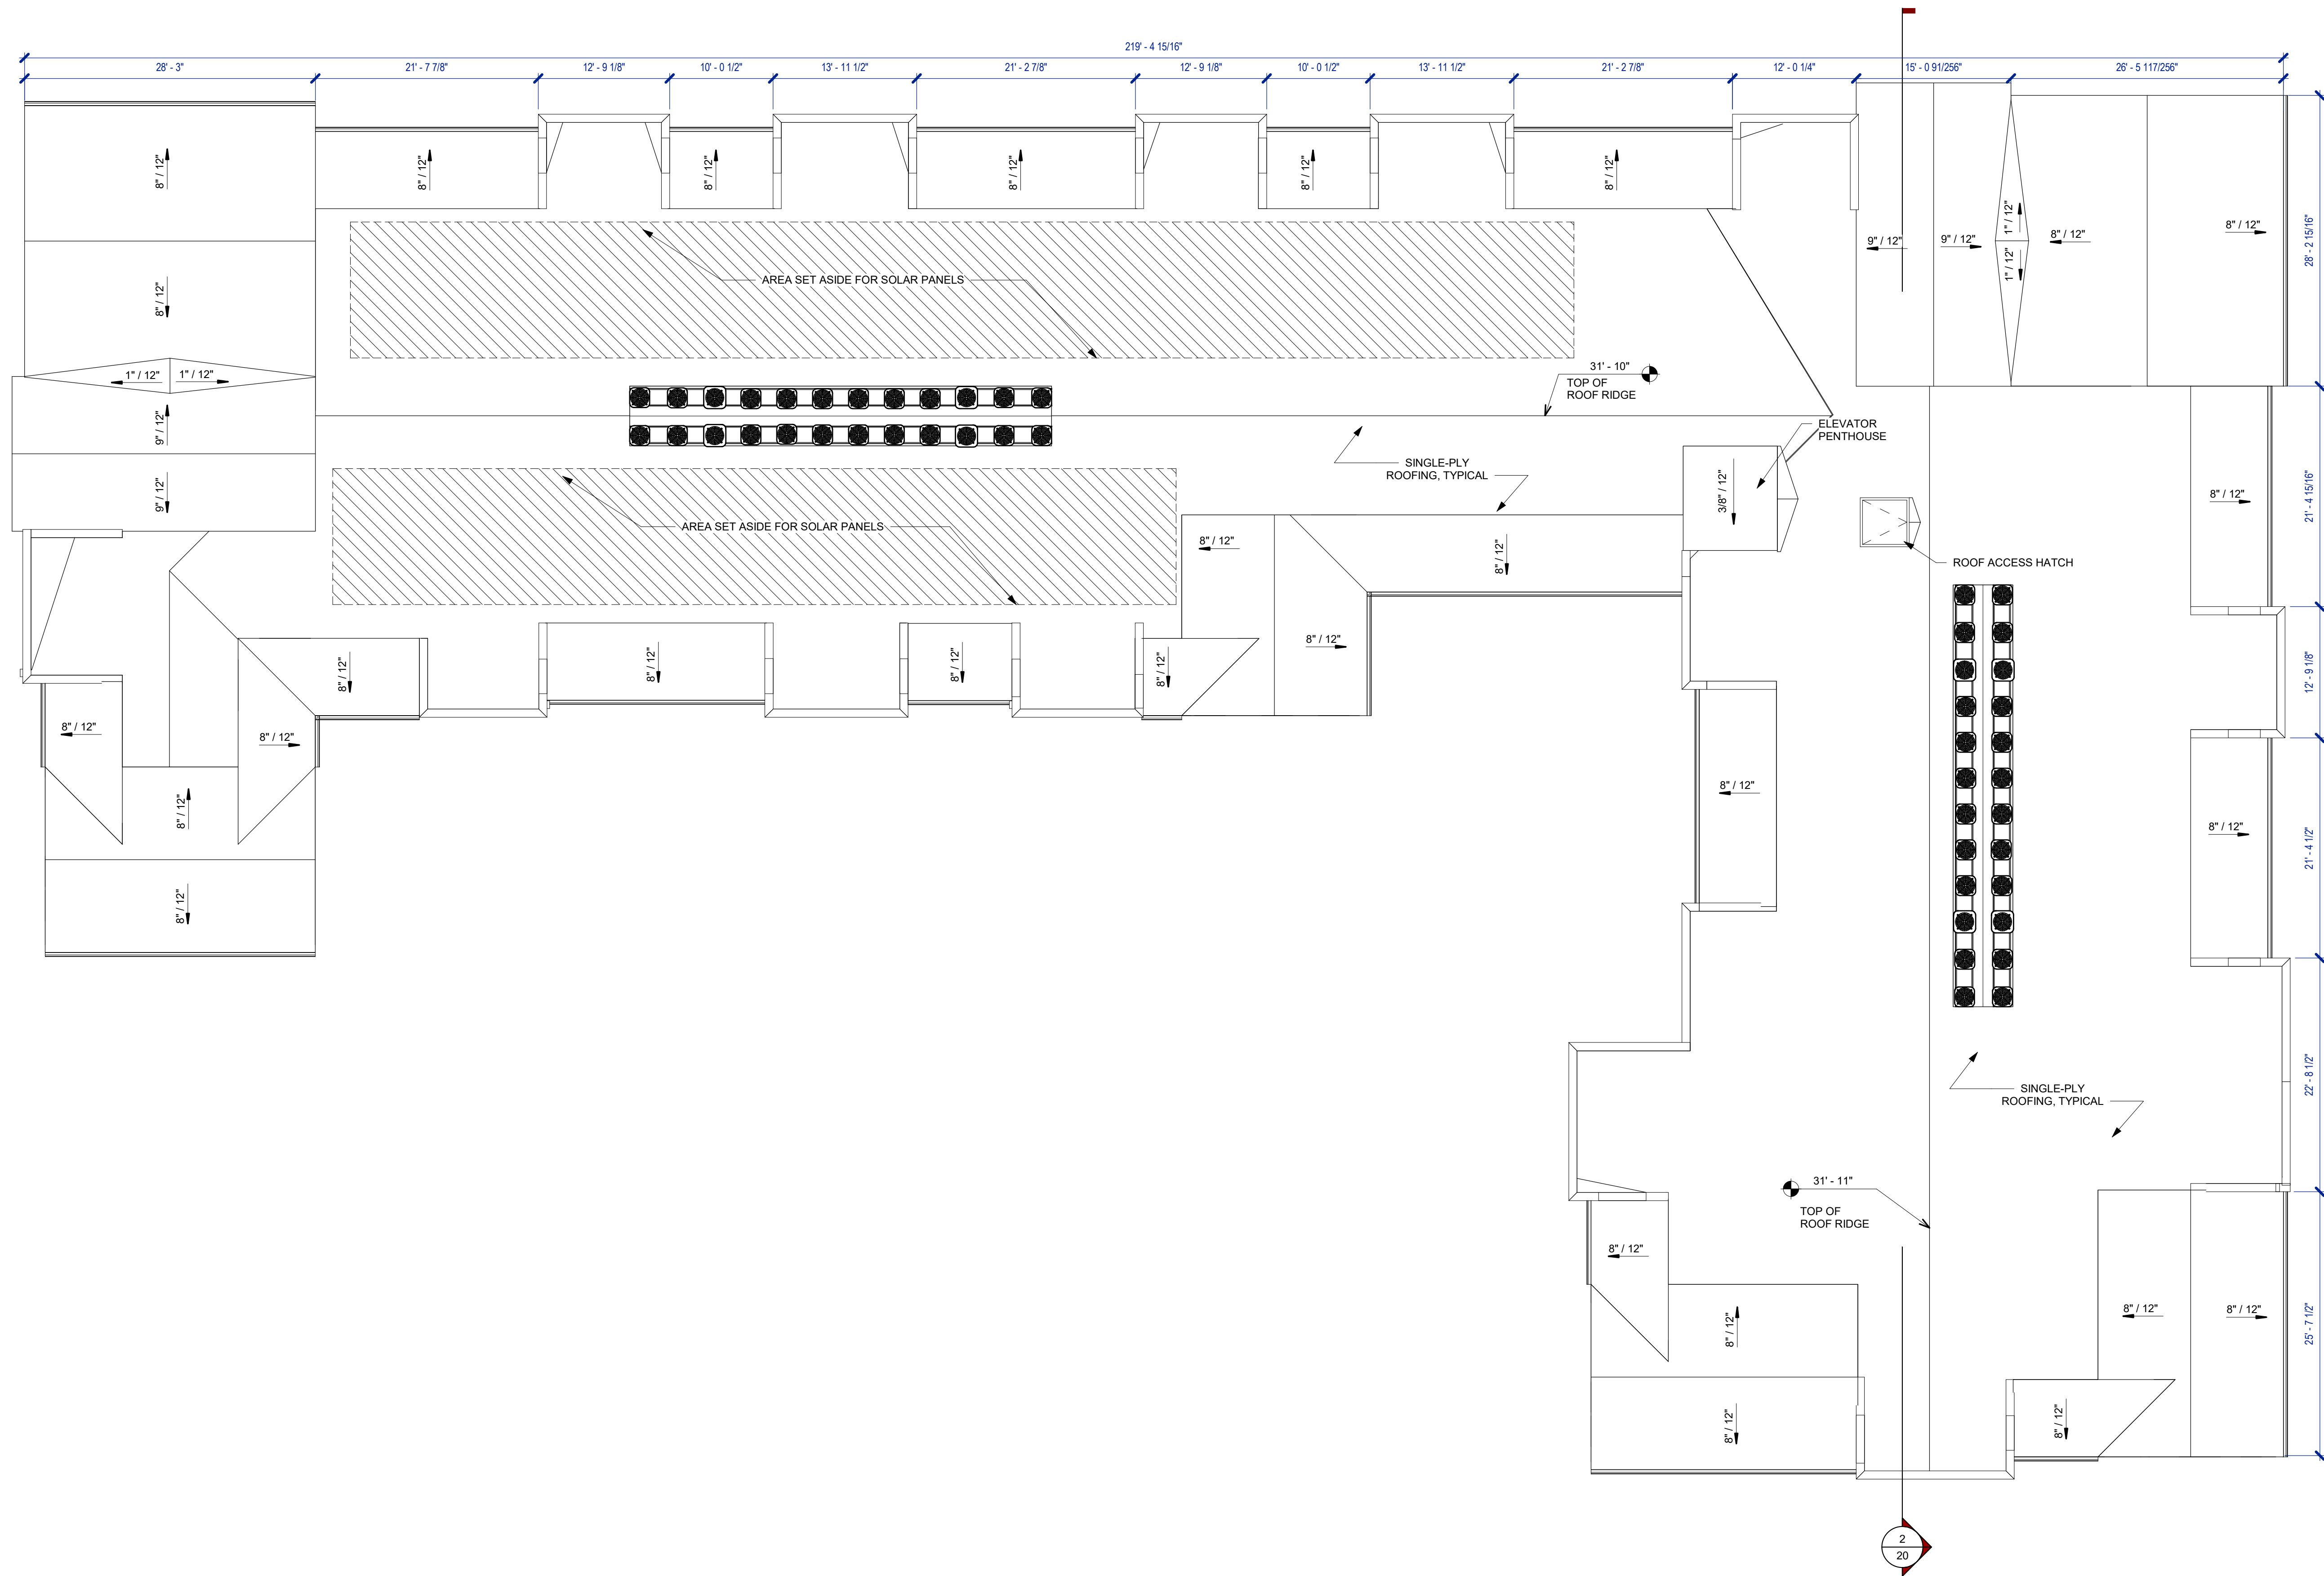 219' - 4 15/16"
28' - 3"
21' - 7 7/8"
12' - 9 1/8"
10' - 0 1/2"
13' - 11 1/2"
21' - 2 7/8"
12' - 9 1/8"
10' - 0 1/2"
13' - 11 1/2"
21' - 2 7/8"
12' - 0 1/4"
15' - 0 91/256"
26' - 5 117/256"
8" / 12"
8" / 12"
8" / 12"
8" / 12"
8" / 12"
8" / 12"
9" / 12"
9" / 12"
1" / 12"
1" / 12"
8" / 12"
8" / 12"
28' - 2 15/16"
8" / 12"
AREA SET ASIDE FOR SOLAR PANELS
1" / 12"
1" / 12"
31' - 10"
TOP OF
ROOF RIDGE
9" / 12"
ELEVATOR
PENTHOUSE
SINGLE-PLY
ROOFING, TYPICAL
9" / 12"
3/8" / 12"
8" / 12"
21' - 4 15/16"
AREA SET ASIDE FOR SOLAR PANELS
8" / 12"
8" / 12"
ROOF ACCESS HATCH
8" / 12"
8" / 12"
8" / 12"
8" / 12"
8" / 12"
12' - 9 1/8"
8" / 12"
8" / 12"
8" / 12"
8" / 12"
8" / 12"
21' - 4 1/2"
8" / 12"
SINGLE-PLY
ROOFING, TYPICAL
22' - 8 1/2"
31' - 11"
TOP OF
ROOF RIDGE
8" / 12"
8" / 12"
8" / 12"
8" / 12"
25' - 7 1/2"
8" / 12"
8" / 12"
2
20